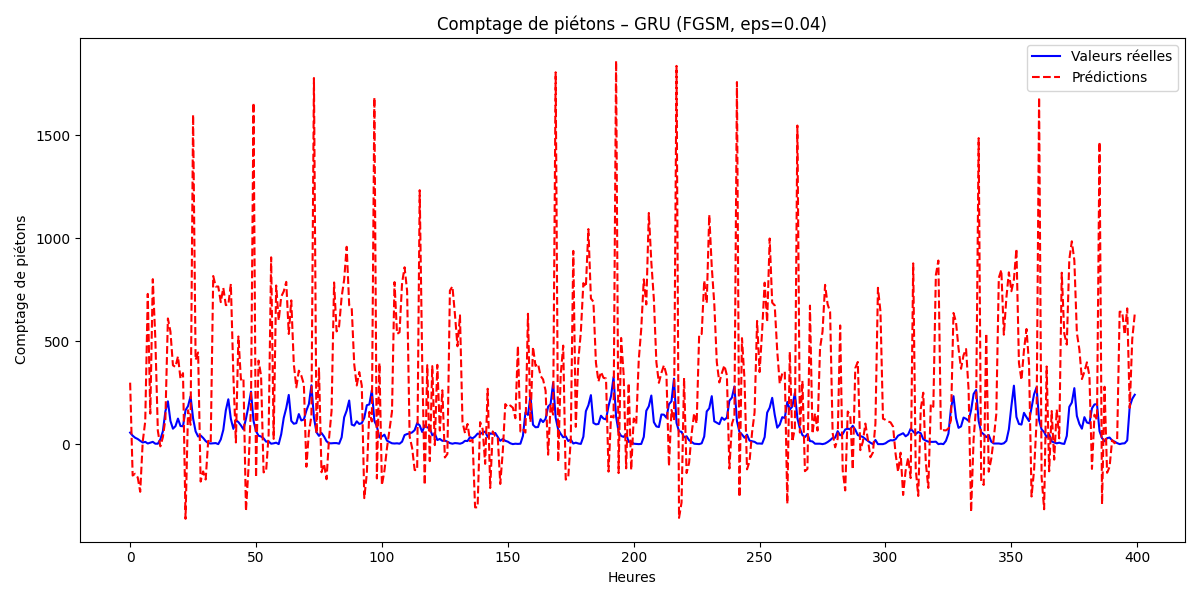 Comptage de piétons – GRU (FGSM, eps=0.04)
Valeurs réelles
Prédictions
Comptage de piétons
1500
1000
500
0
0 50 100 150 200 250 300 350 400
Heures